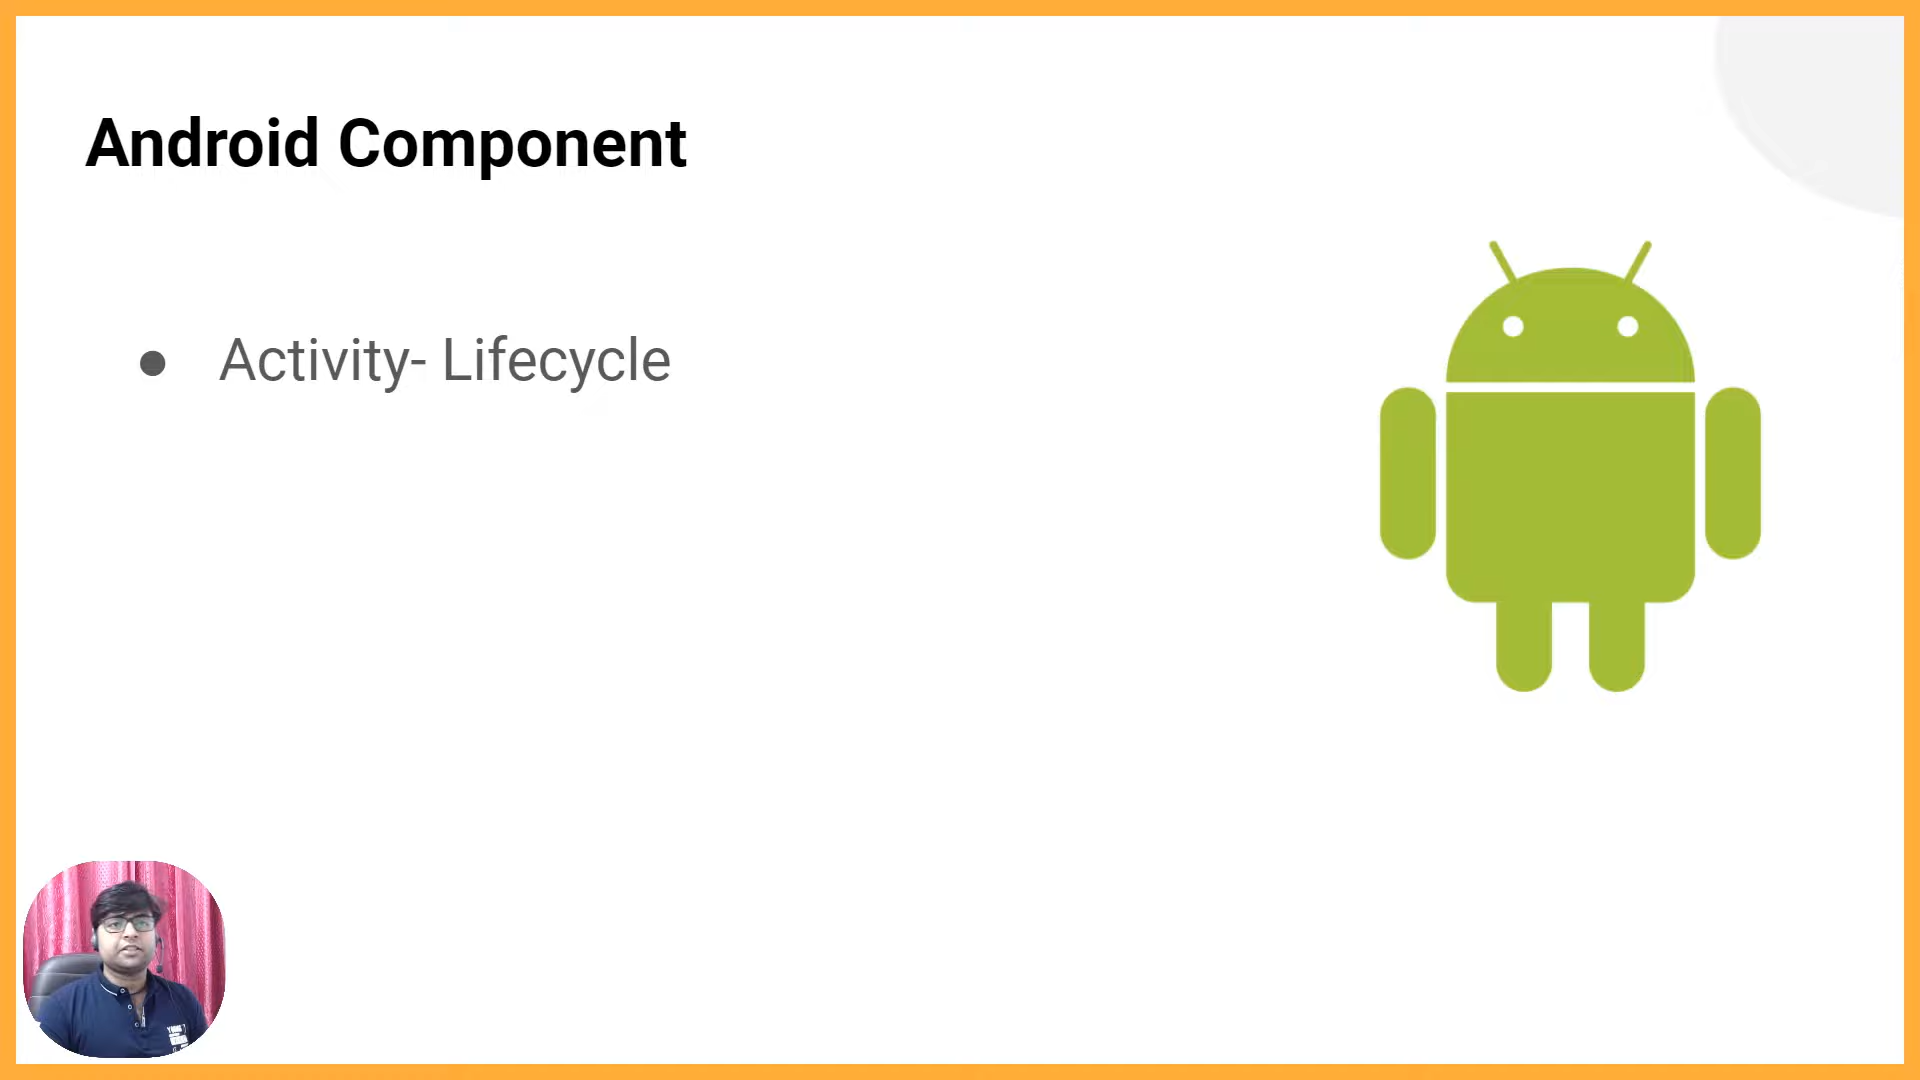 Android Component
● Activity- Lifecycle